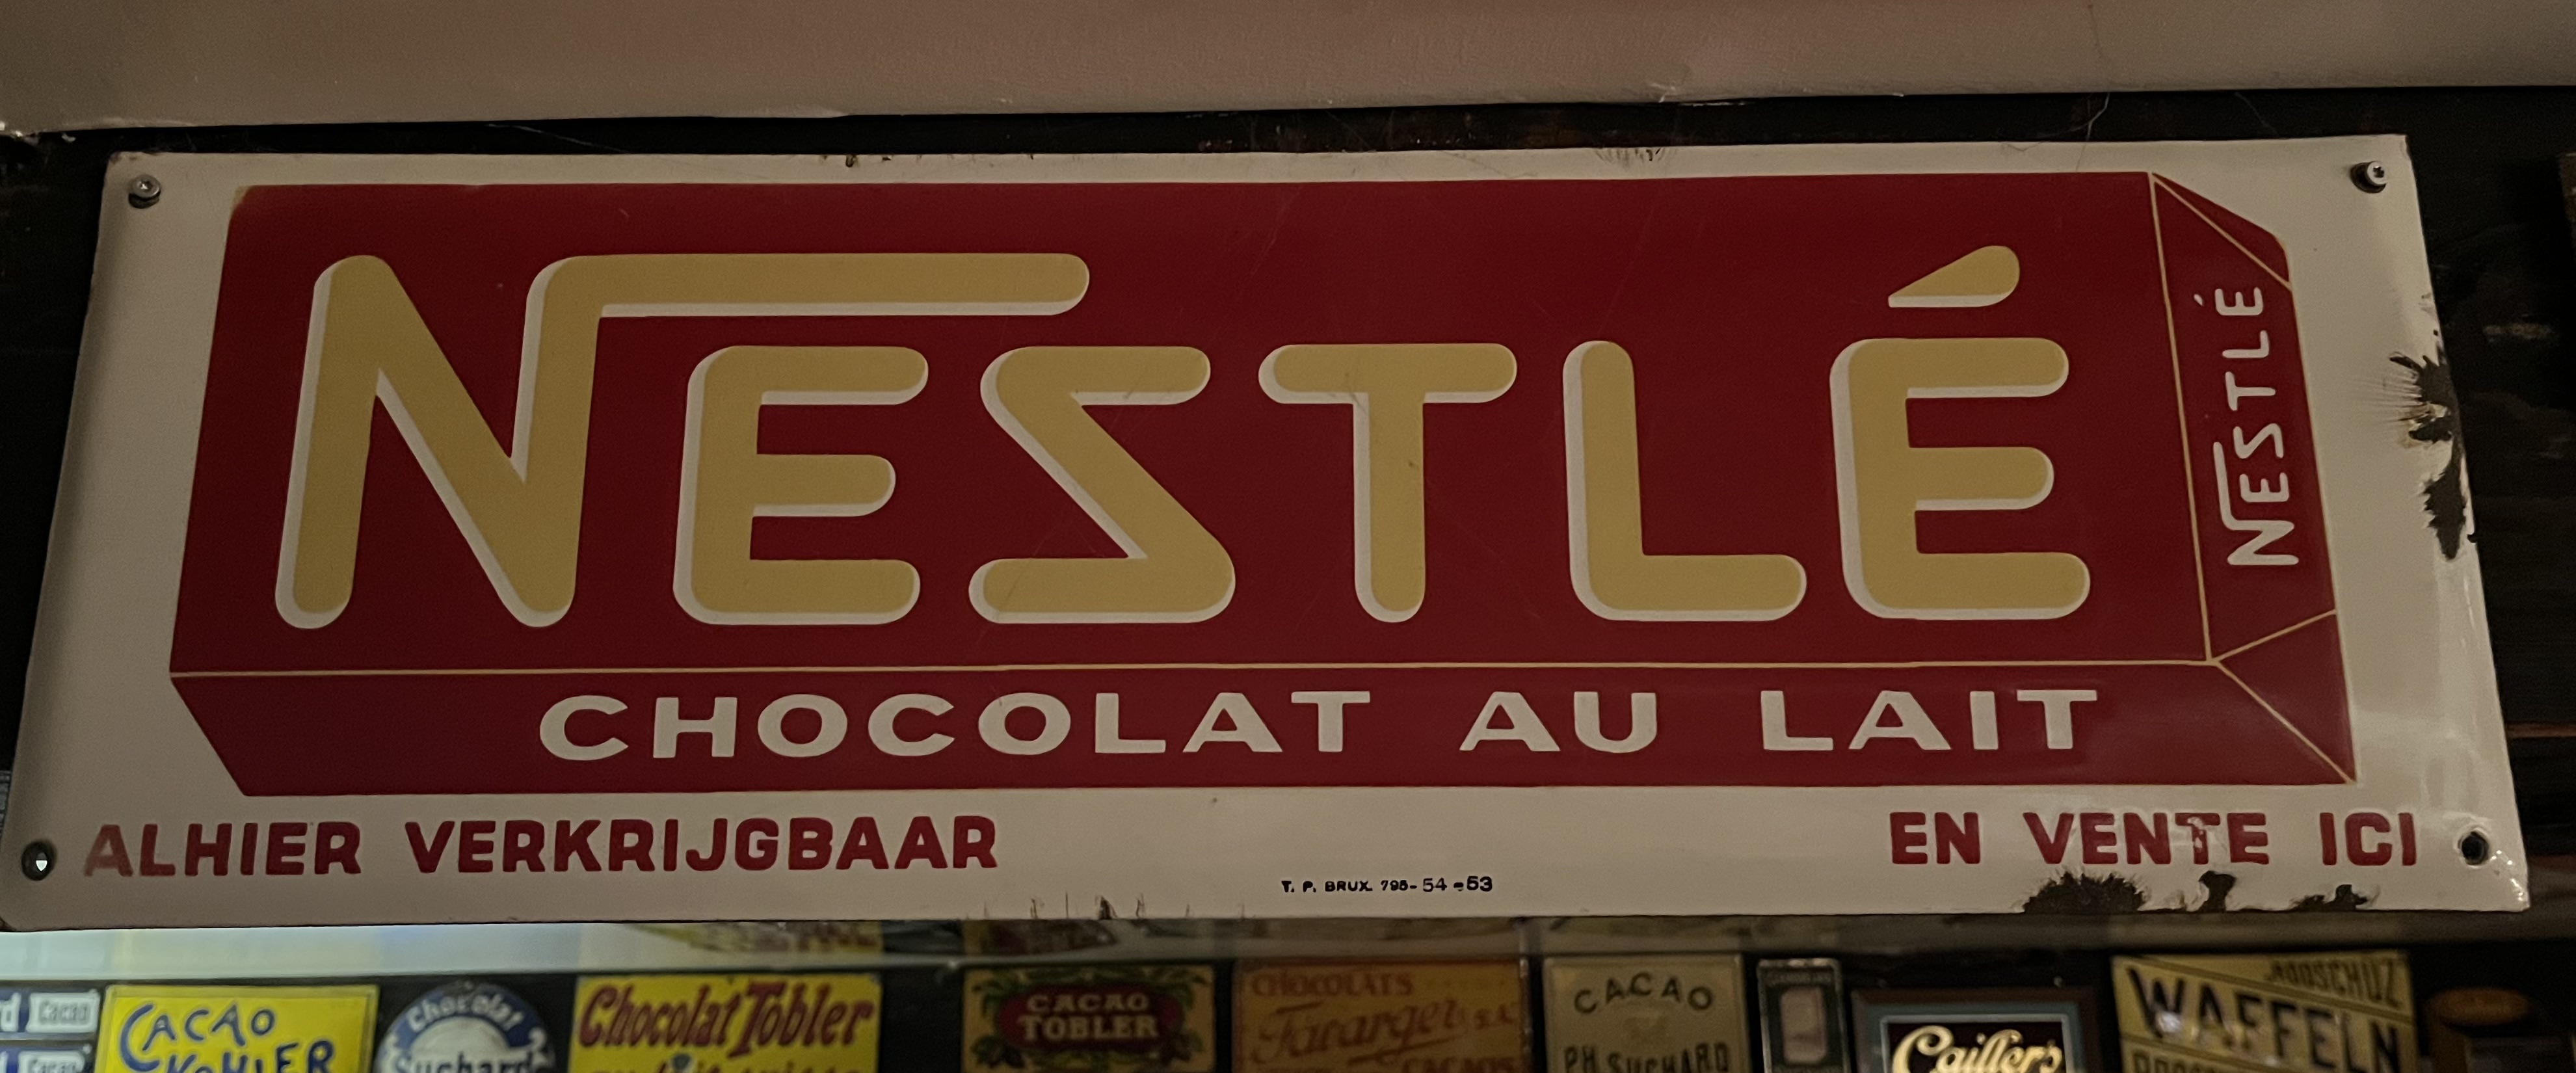 NESTLÉ
NESTLÉ
CHOCOLAT AU LAIT
ALHIER VERKRIJGBAAR
EN VENTE ICI
T. P. BRUX. 798-54-53
Cacao
CACAO
KOHLER
Chocolat
Suchard
Chocolat Tobler
CACAO
TOBLER
CHOCOLATS
CACAOS
CACAO
PH. SUCHARD
Cailler's
WAFFELN